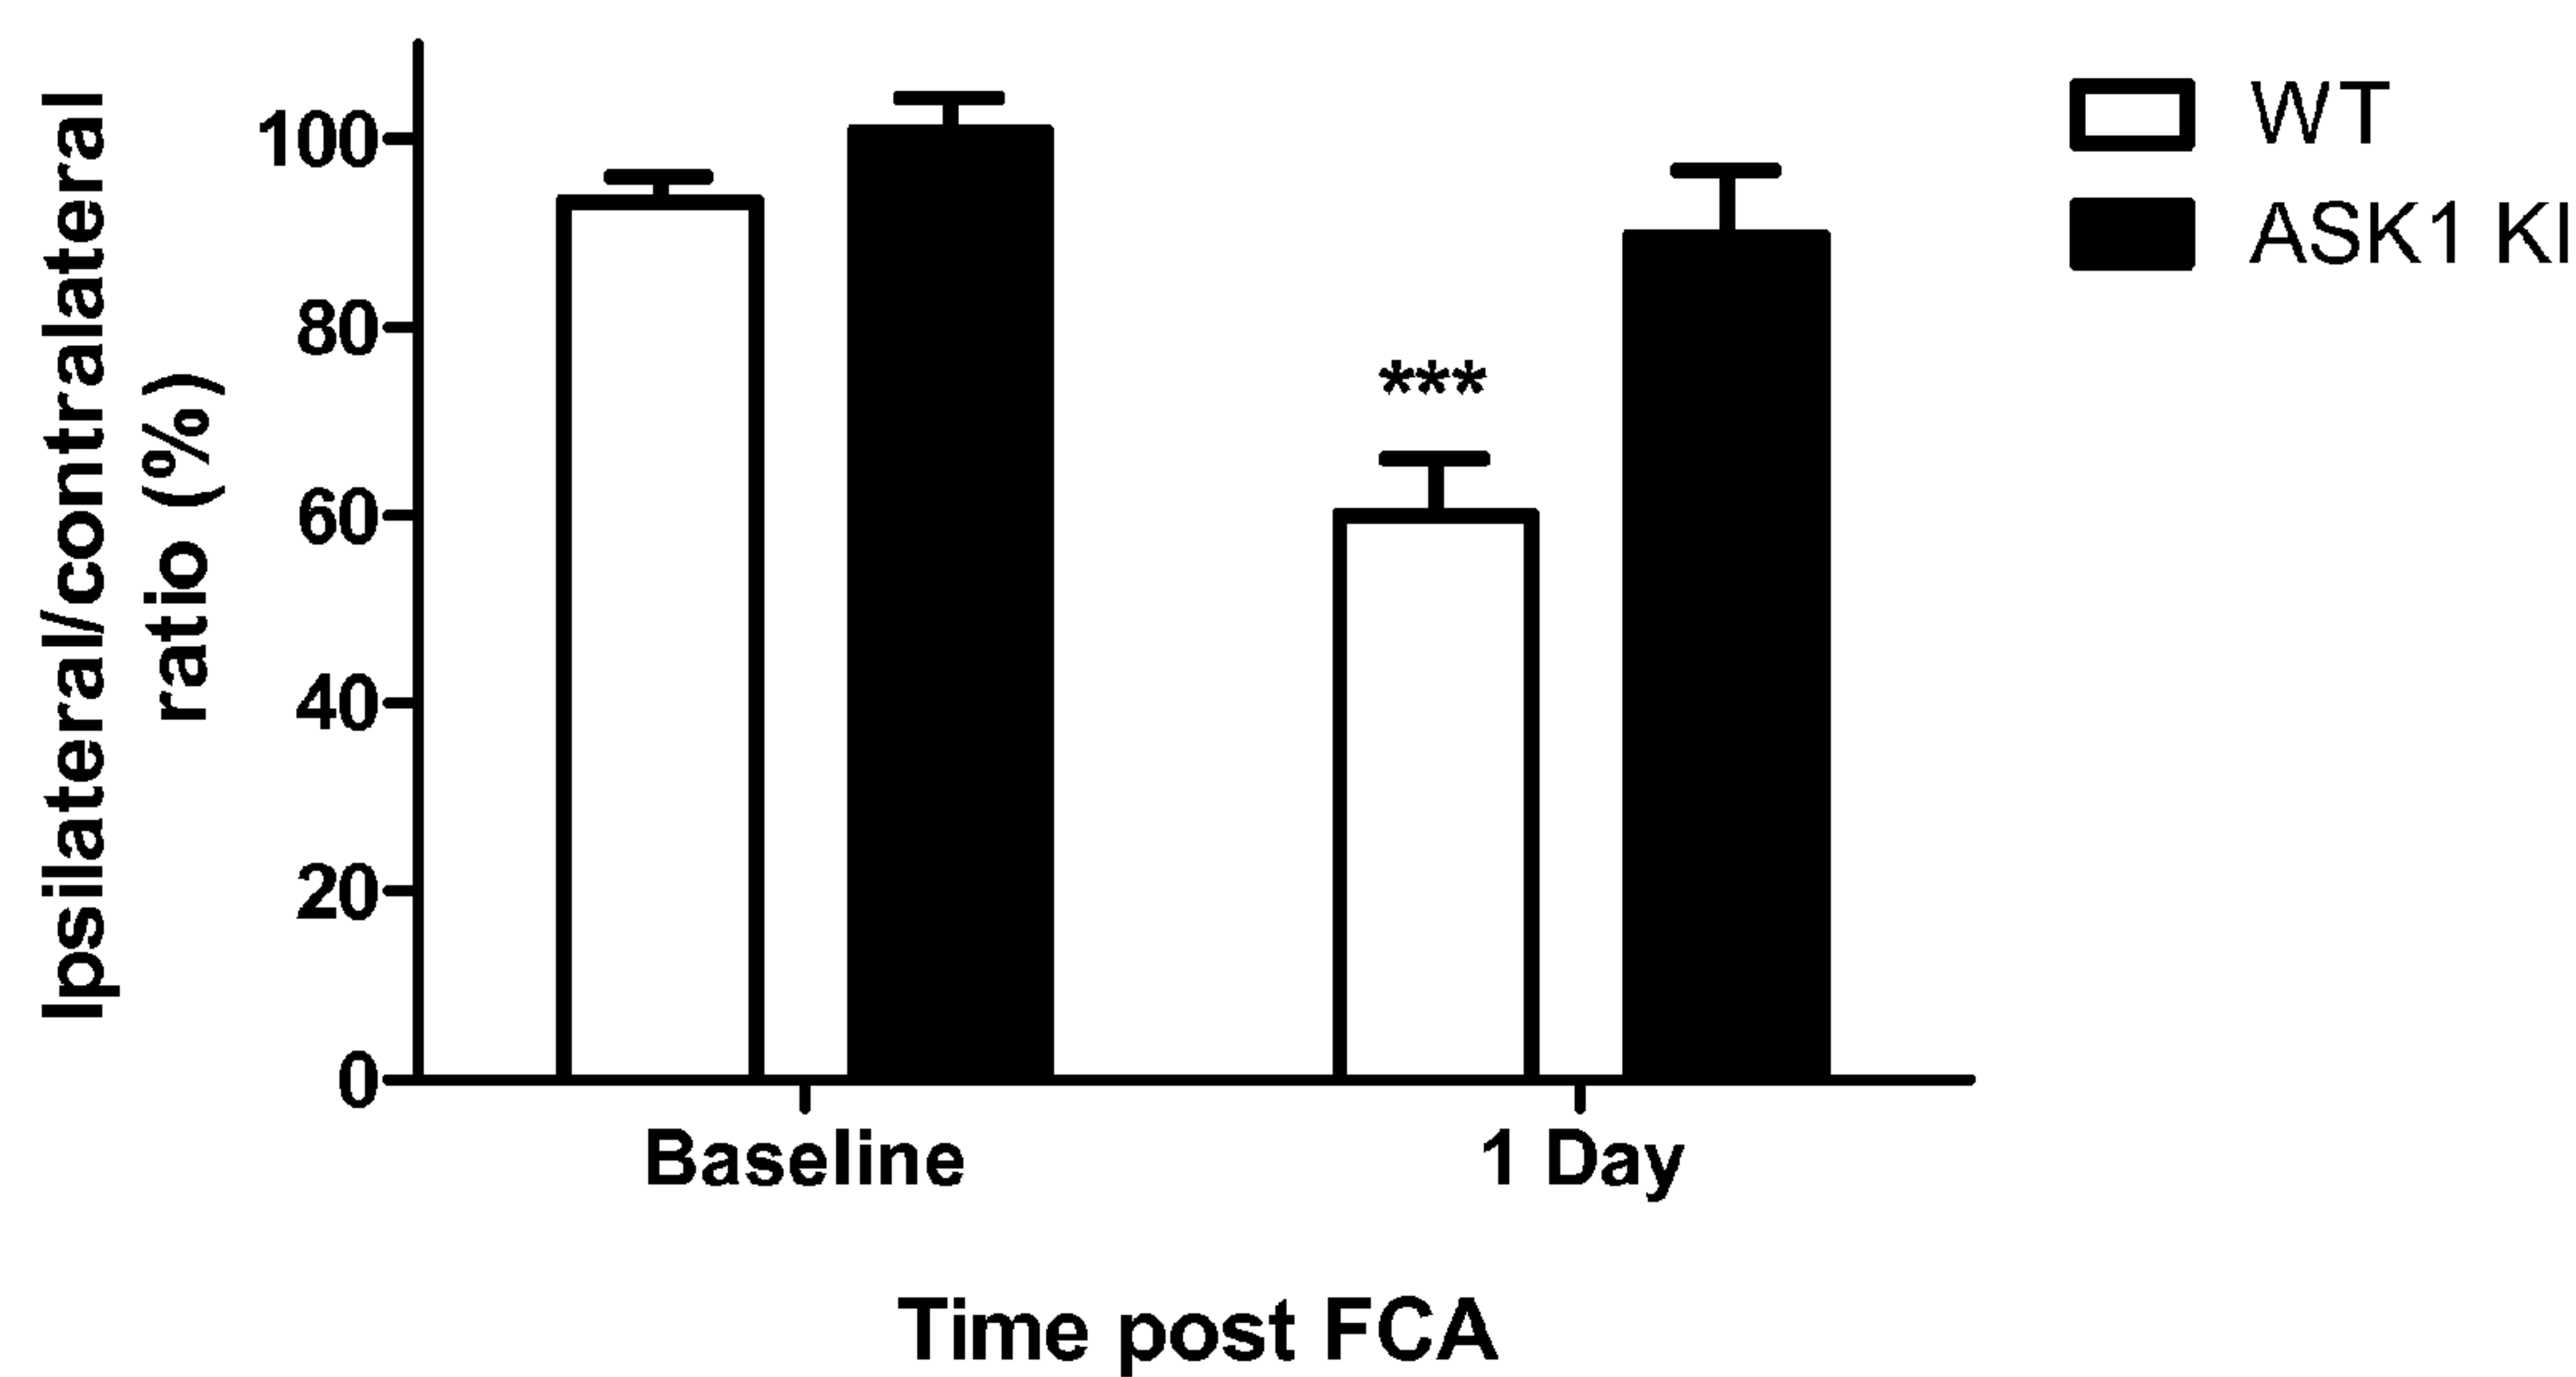 Ipsilateral/contralateral
ratio (%)
100
80
60
40
20
0
***
WT
ASK1 KI
Baseline
1 Day
Time post FCA